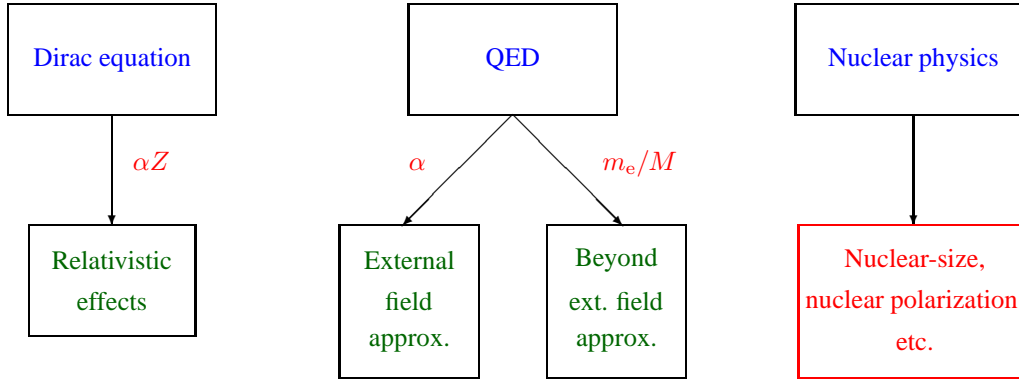 Dirac equation
QED
Nuclear physics
αZ
α
mₑ/M
Relativistic
effects
External
field
approx.
Beyond
ext. field
approx.
Nuclear-size,
nuclear polarization
etc.